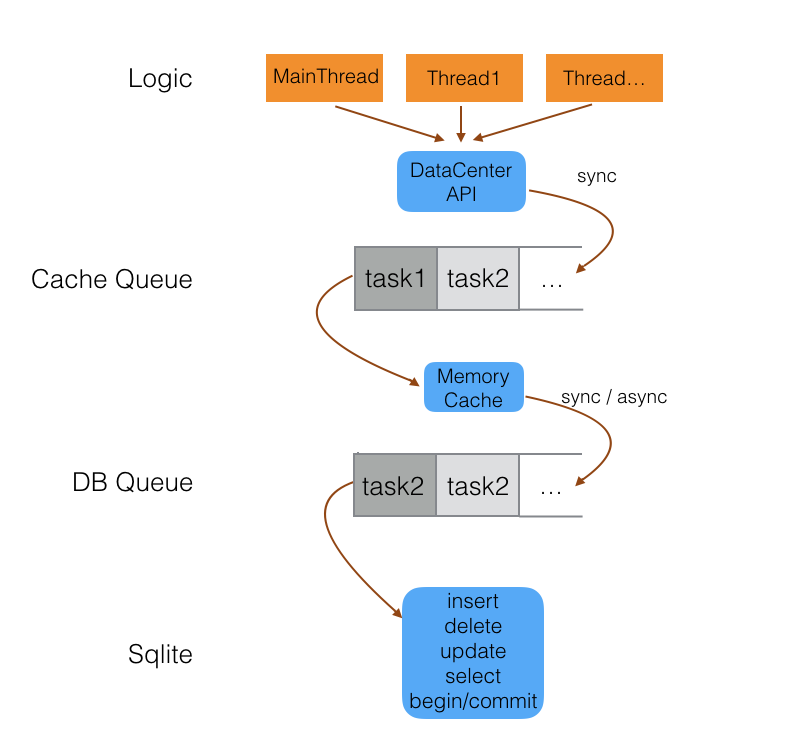 Logic
MainThread
Thread1
Thread...
DataCenter
API
sync
Cache Queue
task1
task2
...
Memory
Cache
sync / async
DB Queue
task2
task2
...
Sqlite
insert
delete
update
select
begin/commit